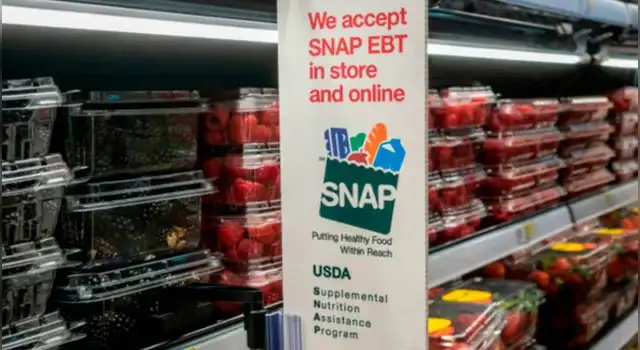 We accept
SNAP EBT
in store
and online
SNAP
Putting Healthy Food
Within Reach
USDA
Supplemental
Nutrition
Assistance
Program